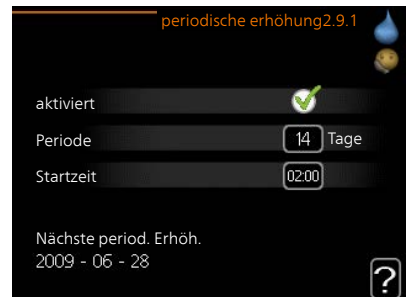 periodische erhöhung2.9.1
aktiviert
Periode 14 Tage
Startzeit 02:00
Nächste period. Erhöh.
2009 - 06 - 28
?